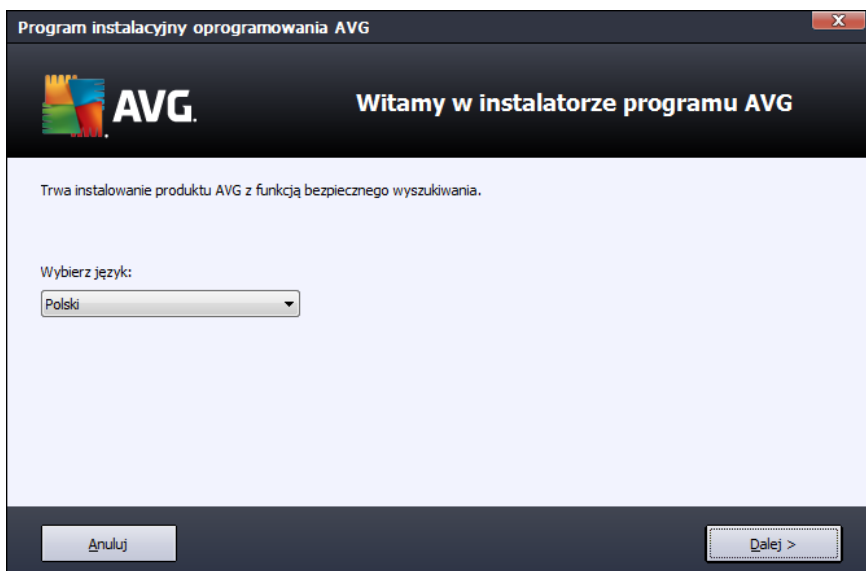 Program instalacyjny oprogramowania AVG
X
AVG.
Witamy w instalatorze programu AVG
Trwa instalowanie produktu AVG z funkcją bezpiecznego wyszukiwania.
Wybierz język:
Polski
Anuluj
Dalej >